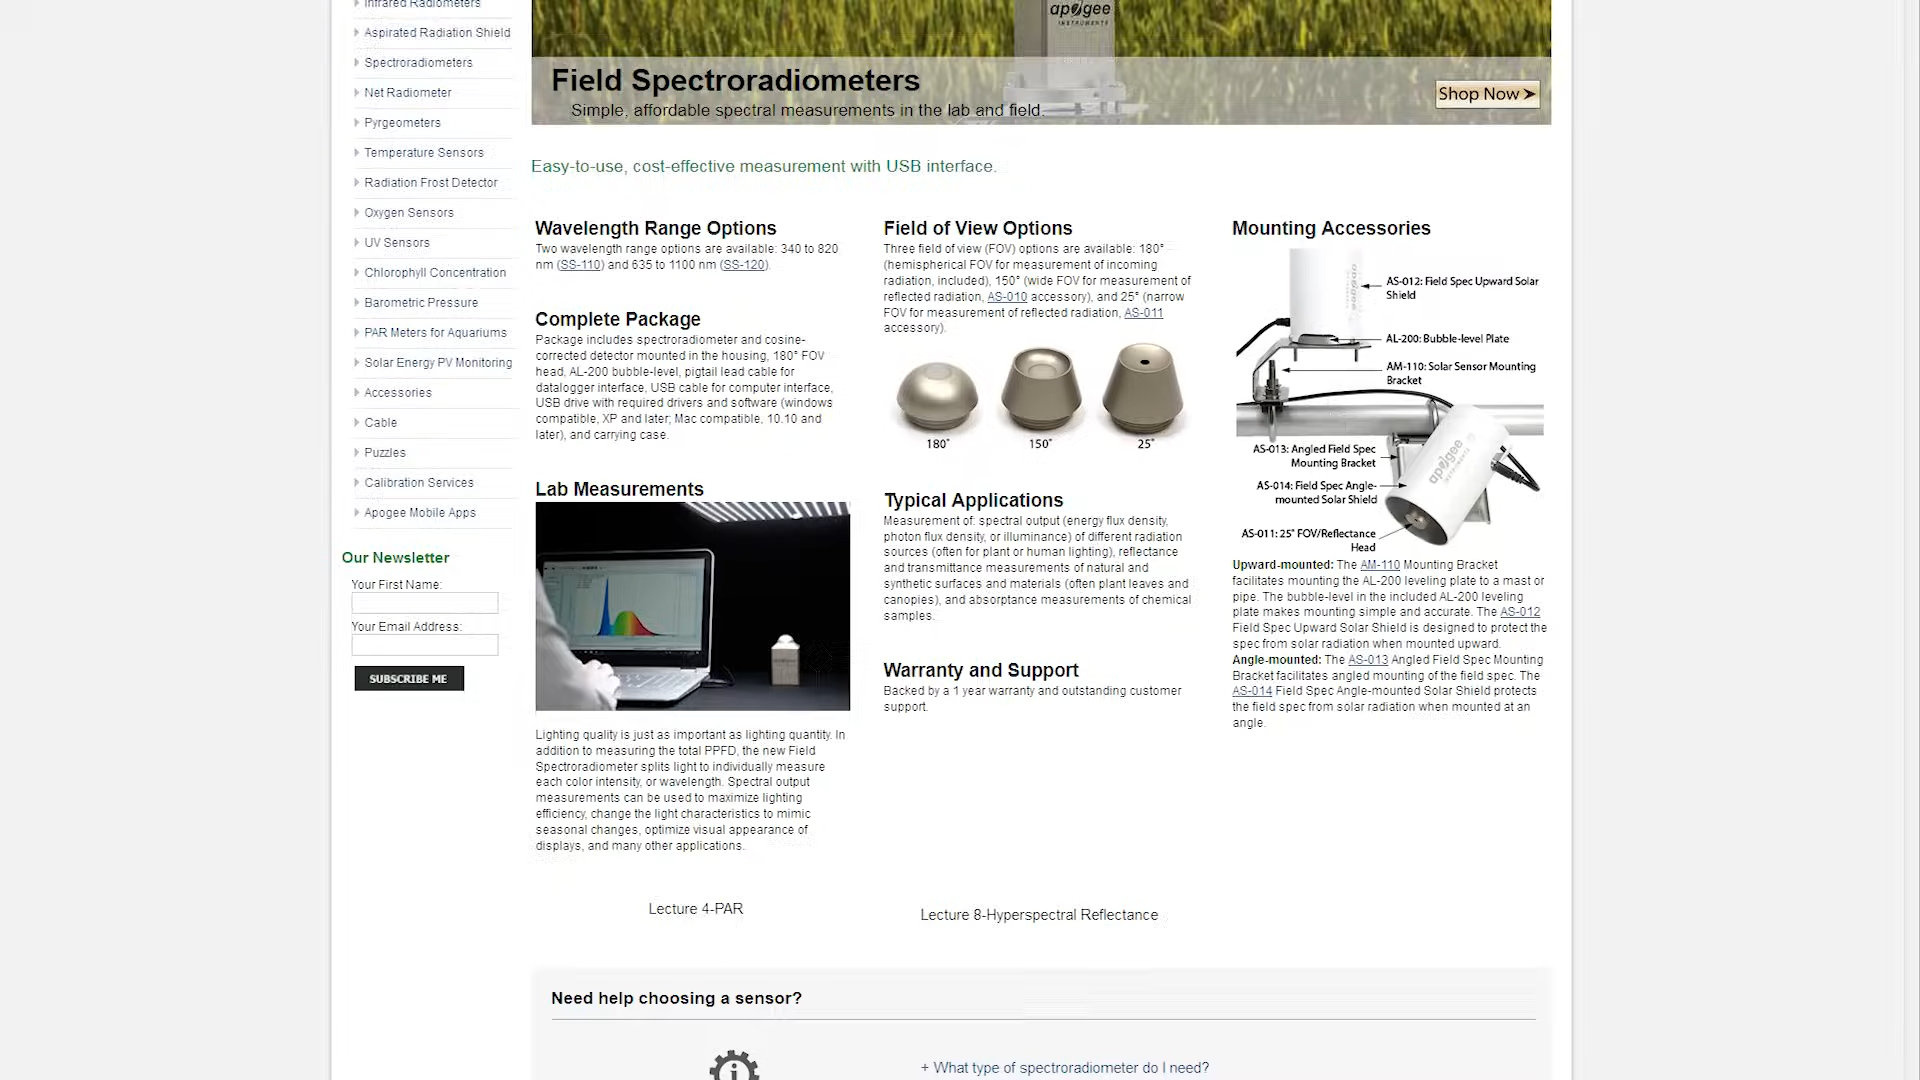 Infrared Radiometers
Aspirated Radiation Shield
Spectroradiometers
Net Radiometer
Pyrgeometers
Temperature Sensors
Radiation Frost Detector
Oxygen Sensors
UV Sensors
Chlorophyll Concentration
Barometric Pressure
PAR Meters for Aquariums
Solar Energy PV Monitoring
Accessories
Cable
Puzzles
Calibration Services
Apogee Mobile Apps
Our Newsletter
Your First Name:
Your Email Address:
SUBSCRIBE ME
apogee
INSTRUMENTS
Field Spectroradiometers
Simple, affordable spectral measurements in the lab and field.
Shop Now
Easy-to-use, cost-effective measurement with USB interface.
Wavelength Range Options
Two wavelength range options are available: 340 to 820
nm (SS-110) and 635 to 1100 nm (SS-120).
Complete Package
Package includes spectroradiometer and cosine-
corrected detector mounted in the housing, 180° FOV
head, AL-200 bubble-level, pigtail lead cable for
datalogger interface, USB cable for computer interface,
USB drive with required drivers and software (windows
compatible, XP and later; Mac compatible, 10.10 and
later), and carrying case.
Lab Measurements
Lighting quality is just as important as lighting quantity. In
addition to measuring the total PPFD, the new Field
Spectroradiometer splits light to individually measure
each color intensity, or wavelength. Spectral output
measurements can be used to maximize lighting
efficiency, change the light characteristics to mimic
seasonal changes, optimize visual appearance of
displays, and many other applications.
Lecture 4-PAR
Field of View Options
Three field of view (FOV) options are available: 180°
(hemispherical FOV for measurement of incoming
radiation, included), 150° (wide FOV for measurement of
reflected radiation, AS-010 accessory), and 25° (narrow
FOV for measurement of reflected radiation, AS-011
accessory).
180°
150°
25°
Typical Applications
Measurement of: spectral output (energy flux density,
photon flux density, or illuminance) of different radiation
sources (often for plant or human lighting), reflectance
and transmittance measurements of natural and
synthetic surfaces and materials (often plant leaves and
canopies), and absorptance measurements of chemical
samples.
Warranty and Support
Backed by a 1 year warranty and outstanding customer
support.
Lecture 8-Hyperspectral Reflectance
Mounting Accessories
apogee
AS-012: Field Spec Upward Solar
Shield
AL-200: Bubble-level Plate
AM-110: Solar Sensor Mounting
Bracket
AS-013: Angled Field Spec
Mounting Bracket
AS-014: Field Spec Angle-
mounted Solar Shield
apogee
AS-011: 25° FOV/Reflectance
Head
Upward-mounted: The AM-110 Mounting Bracket
facilitates mounting the AL-200 leveling plate to a mast or
pipe. The bubble-level in the included AL-200 leveling
plate makes mounting simple and accurate. The AS-012
Field Spec Upward Solar Shield is designed to protect the
spec from solar radiation when mounted upward.
Angle-mounted: The AS-013 Angled Field Spec Mounting
Bracket facilitates angled mounting of the field spec. The
AS-014 Field Spec Angle-mounted Solar Shield protects
the field spec from solar radiation when mounted at an
angle.
Need help choosing a sensor?
+ What type of spectroradiometer do I need?